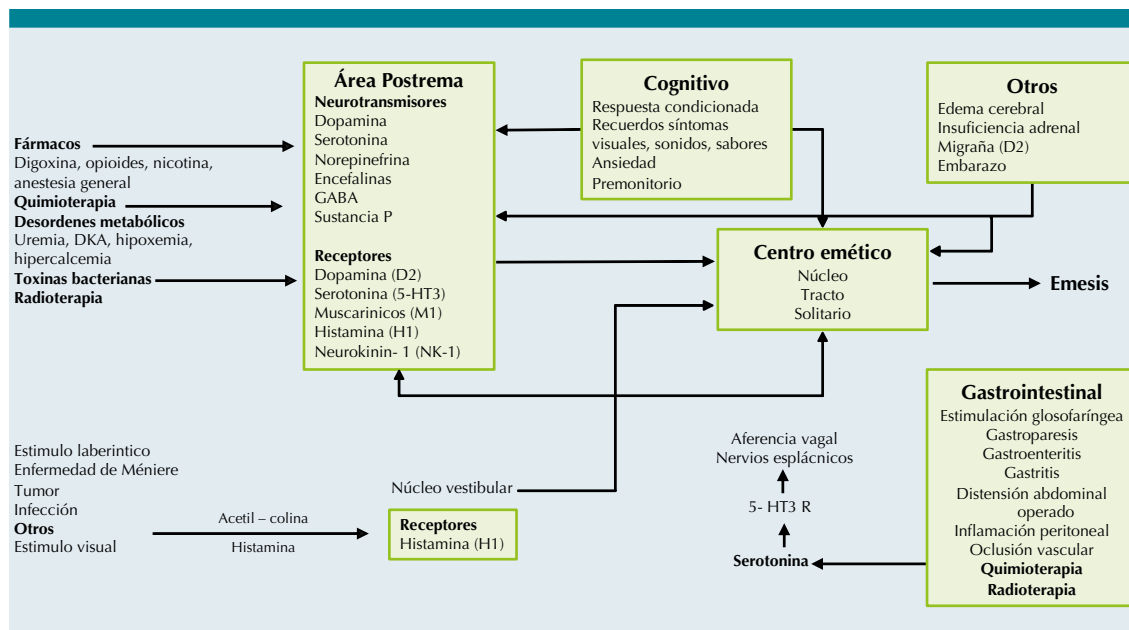 Área Postrema
Neurotransmisores
Dopamina
Serotonina
Norepinefrina
Encefalinas
GABA
Sustancia P
Receptores
Dopamina (D2)
Serotonina (5-HT3)
Muscarinicos (M1)
Histamina (H1)
Neurokinin- 1 (NK-1)
Cognitivo
Respuesta condicionada
Recuerdos síntomas
visuales, sonidos, sabores
Ansiedad
Premonitorio
Otros
Edema cerebral
Insuficiencia adrenal
Migraña (D2)
Embarazo
Fármacos
Digoxina, opioides, nicotina,
anestesia general
Quimioterapia
Desordenes metabólicos
Uremia, DKA, hipoxemia,
hipercalcemia
Toxinas bacterianas
Radioterapia
Centro emético
Núcleo
Tracto
Solitario
Emesis
Gastrointestinal
Estimulación glosofaríngea
Gastroparesis
Gastroenteritis
Gastritis
Distensión abdominal
operado
Inflamación peritoneal
Oclusión vascular
Quimioterapia
Radioterapia
Estimulo laberintico
Enfermedad de Méniere
Tumor
Infección
Otros
Estimulo visual
Acetil – colina
Histamina
Núcleo vestibular
Receptores
Histamina (H1)
Aferencia vagal
Nervios esplácnicos
5- HT3 R
Serotonina